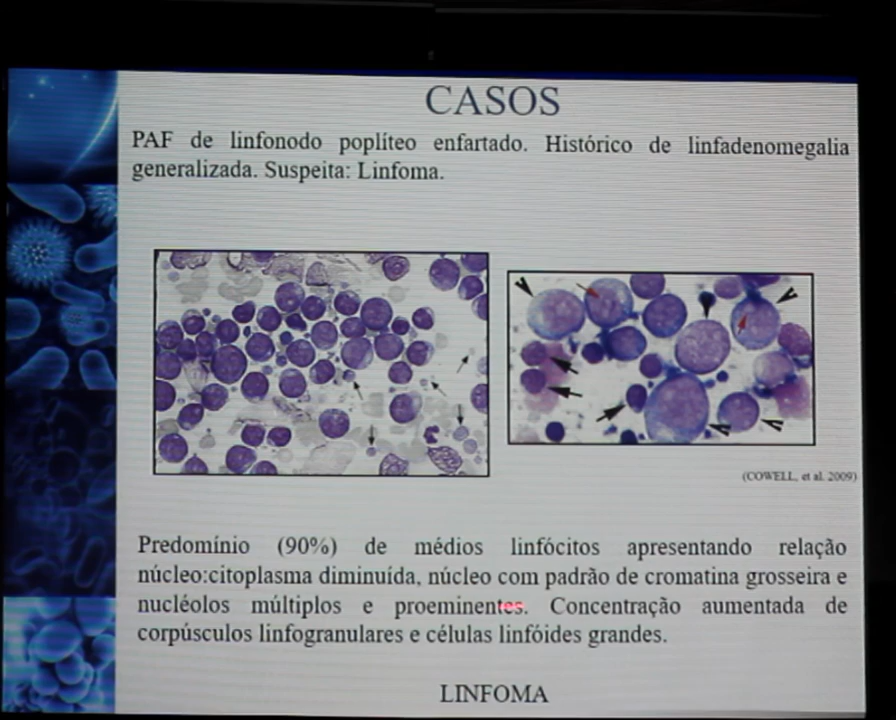 CASOS
PAF de linfonodo poplíteo enfartado. Histórico de linfadenomegalia
generalizada. Suspeita: Linfoma.
(COWELL, et al. 2009)
Predomínio (90%) de médios linfócitos apresentando relação
núcleo:citoplasma diminuída, núcleo com padrão de cromatina grosseira e
nucléolos múltiplos e proeminentes. Concentração aumentada de
corpúsculos linfogranulares e células linfóides grandes.
LINFOMA